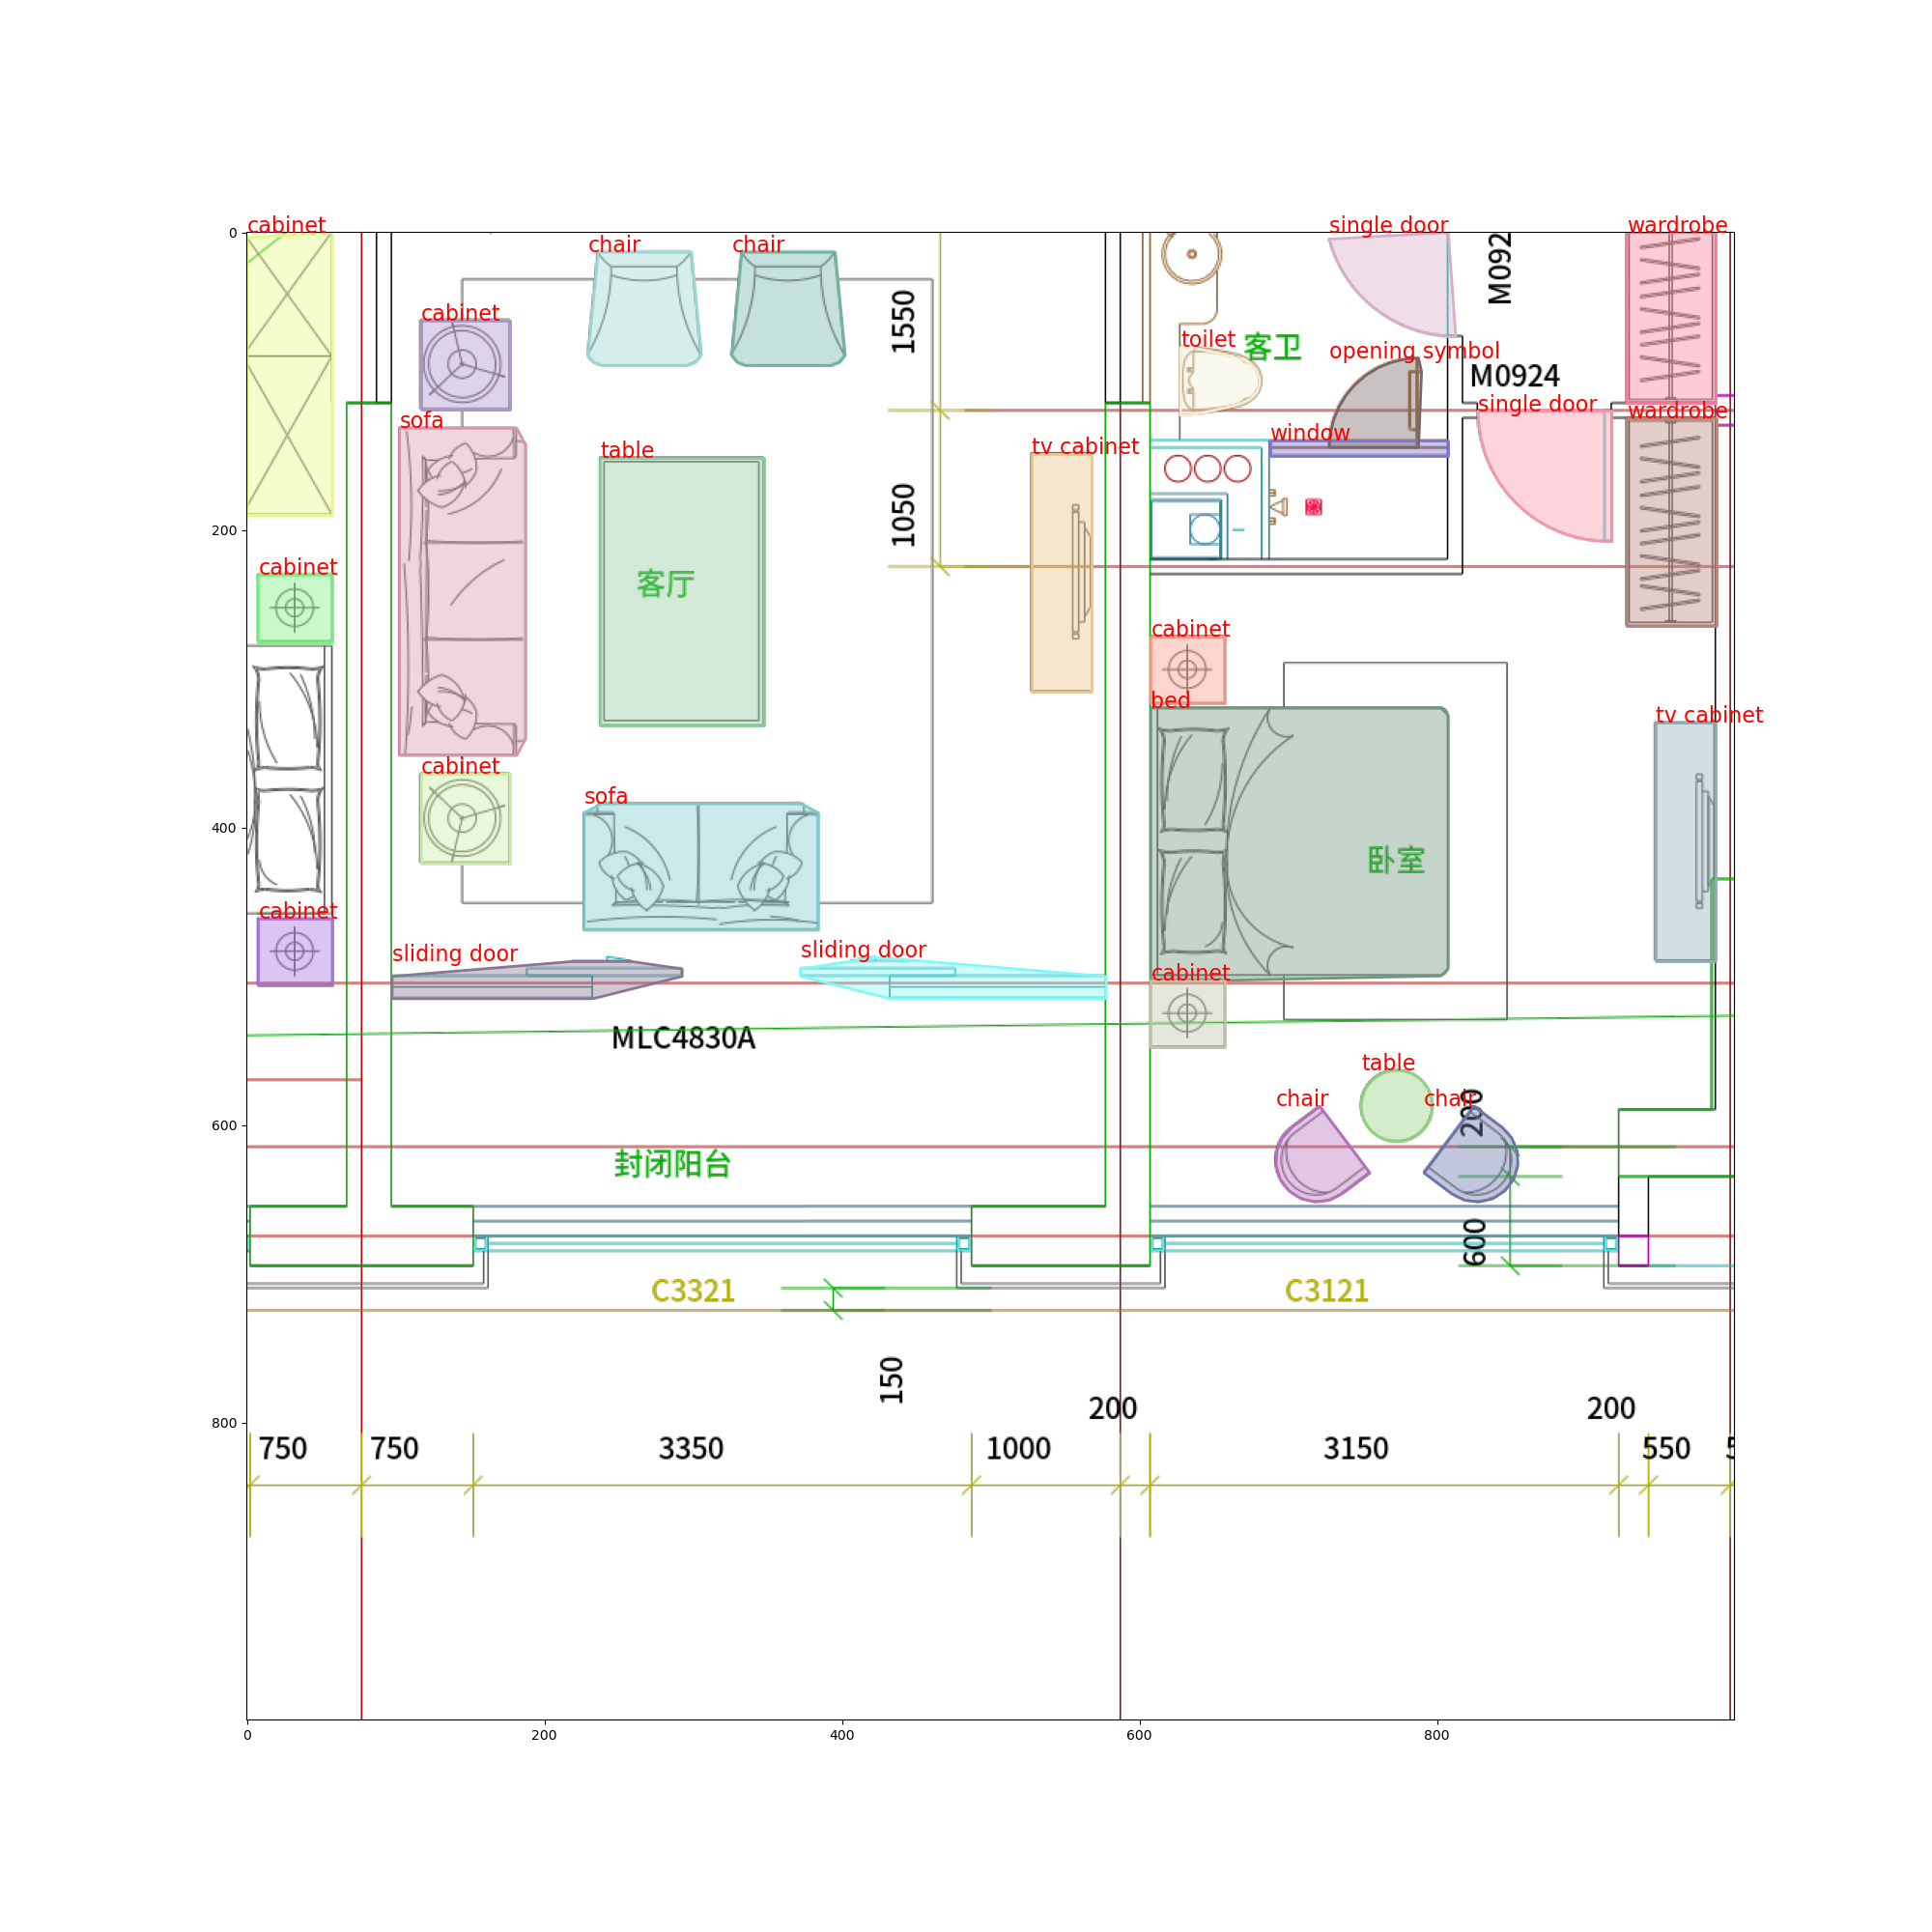 cabinet
single door
wardrobe
0
chair
chair
M092
cabinet
1550
toilet
客卫
opening symbol
M0924
single door
wardrobe
sofa
window
tv cabinet
table
1050
200
cabinet
客厅
cabinet
bed
tv cabinet
cabinet
sofa
400
卧室
cabinet
sliding door
sliding door
cabinet
MLC4830A
table
chair
chair
200
600
封闭阳台
600
C3321
C3121
150
200
200
800
750
750
3350
1000
3150
550
0
200
400
600
800